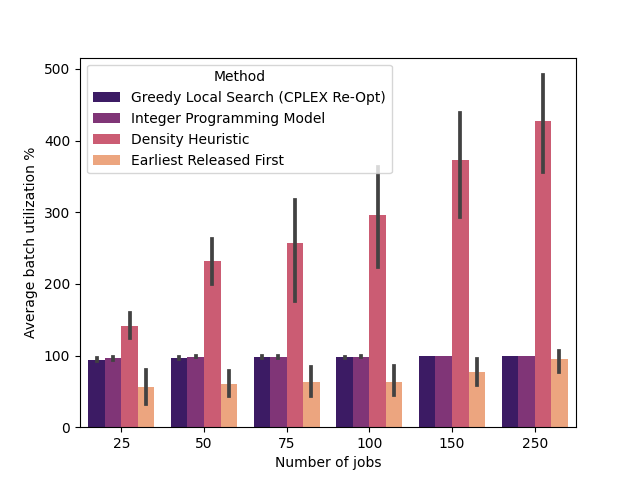 Method
Greedy Local Search (CPLEX Re-Opt)
Integer Programming Model
Density Heuristic
Earliest Released First
Average batch utilization %
500
400
300
200
100
0
25 50 75 100 150 250
Number of jobs